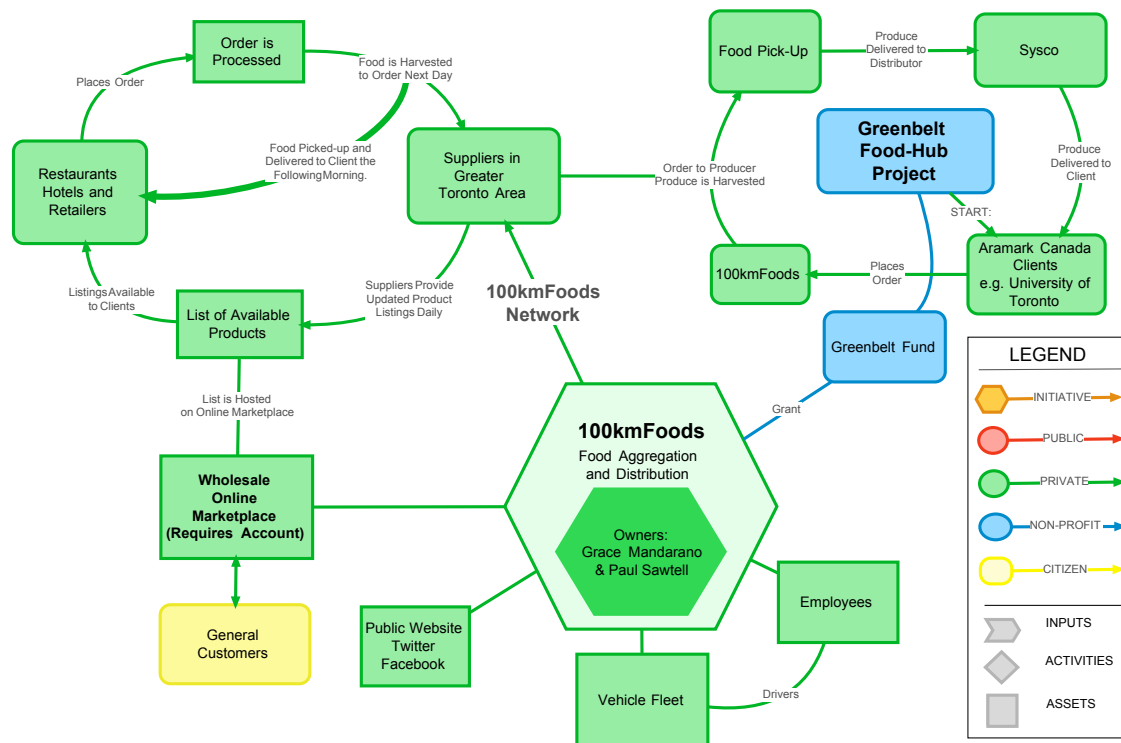 Order is
Processed
Food is Harvested
to Order Next Day
Places Order
Food Picked-up and
Delivered to Client the
FollowingMorning.
Restaurants
Hotels and
Retailers
Suppliers in
Greater
Toronto Area
Listings Available
to Clients
List of Available
Products
Suppliers Provide
Updated Product
Listings Daily
100kmFoods
Network
List is Hosted
on Online Marketplace
Wholesale
Online
Marketplace
(Requires Account)
General
Customers
Food Pick-Up
Produce
Delivered to
Distributor
Sysco
Greenbelt
Food-Hub
Project
Produce
Delivered to
Client
Order to Producer
Produce is Harvested
START:
100kmFoods
Places
Order
Aramark Canada
Clients
e.g. University of
Toronto
Greenbelt Fund
Grant
100kmFoods
Food Aggregation
and Distribution
Owners:
Grace Mandarano
& Paul Sawtell
Employees
Public Website
Twitter
Facebook
Vehicle Fleet
Drivers
LEGEND
INITIATIVE
PUBLIC
PRIVATE
NON-PROFIT
CITIZEN
INPUTS
ACTIVITIES
ASSETS